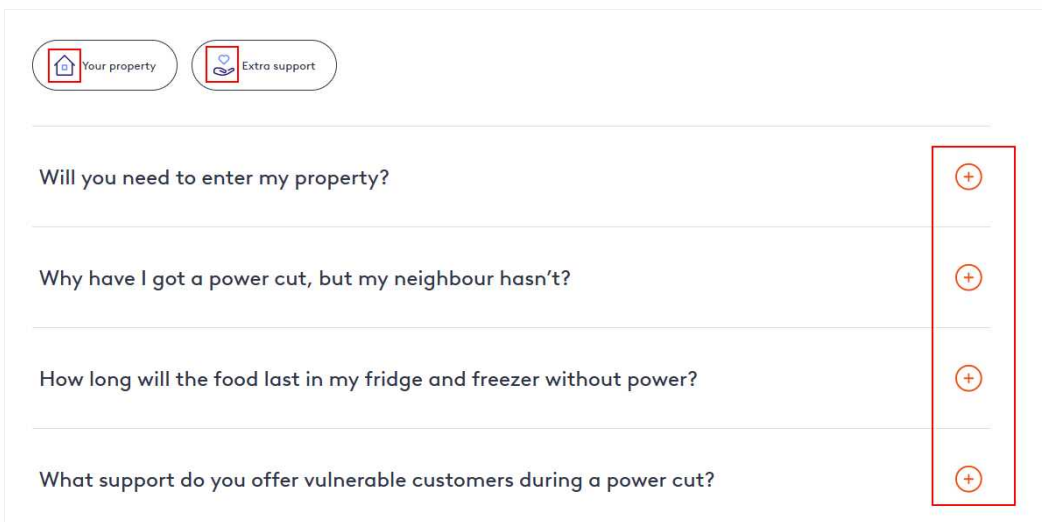 Your property
Extra support
Will you need to enter my property?
Why have I got a power cut, but my neighbour hasn’t?
How long will the food last in my fridge and freezer without power?
What support do you offer vulnerable customers during a power cut?